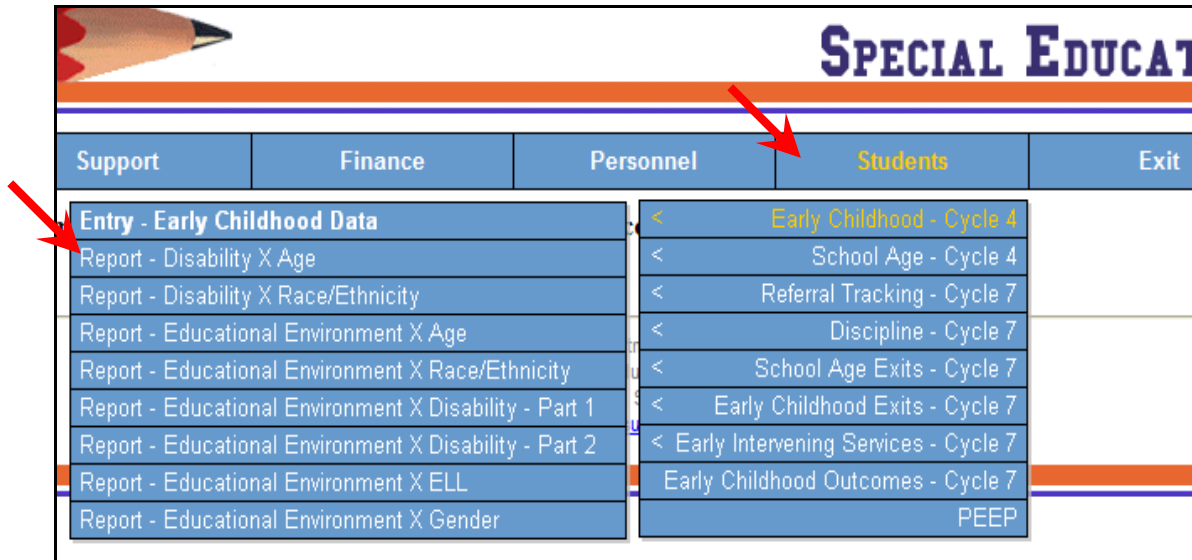 SPECIAL EDUCAT
Support Finance Personnel Students Exit
Entry - Early Childhood Data
Report - Disability X Age
Report - Disability X Race/Ethnicity
Report - Educational Environment X Age
Report - Educational Environment X Race/Ethnicity
Report - Educational Environment X Disability - Part 1
Report - Educational Environment X Disability - Part 2
Report - Educational Environment X ELL
Report - Educational Environment X Gender
< Early Childhood - Cycle 4
< School Age - Cycle 4
< Referral Tracking - Cycle 7
< Discipline - Cycle 7
< School Age Exits - Cycle 7
< Early Childhood Exits - Cycle 7
< Early Intervening Services - Cycle 7
Early Childhood Outcomes - Cycle 7
PEEP